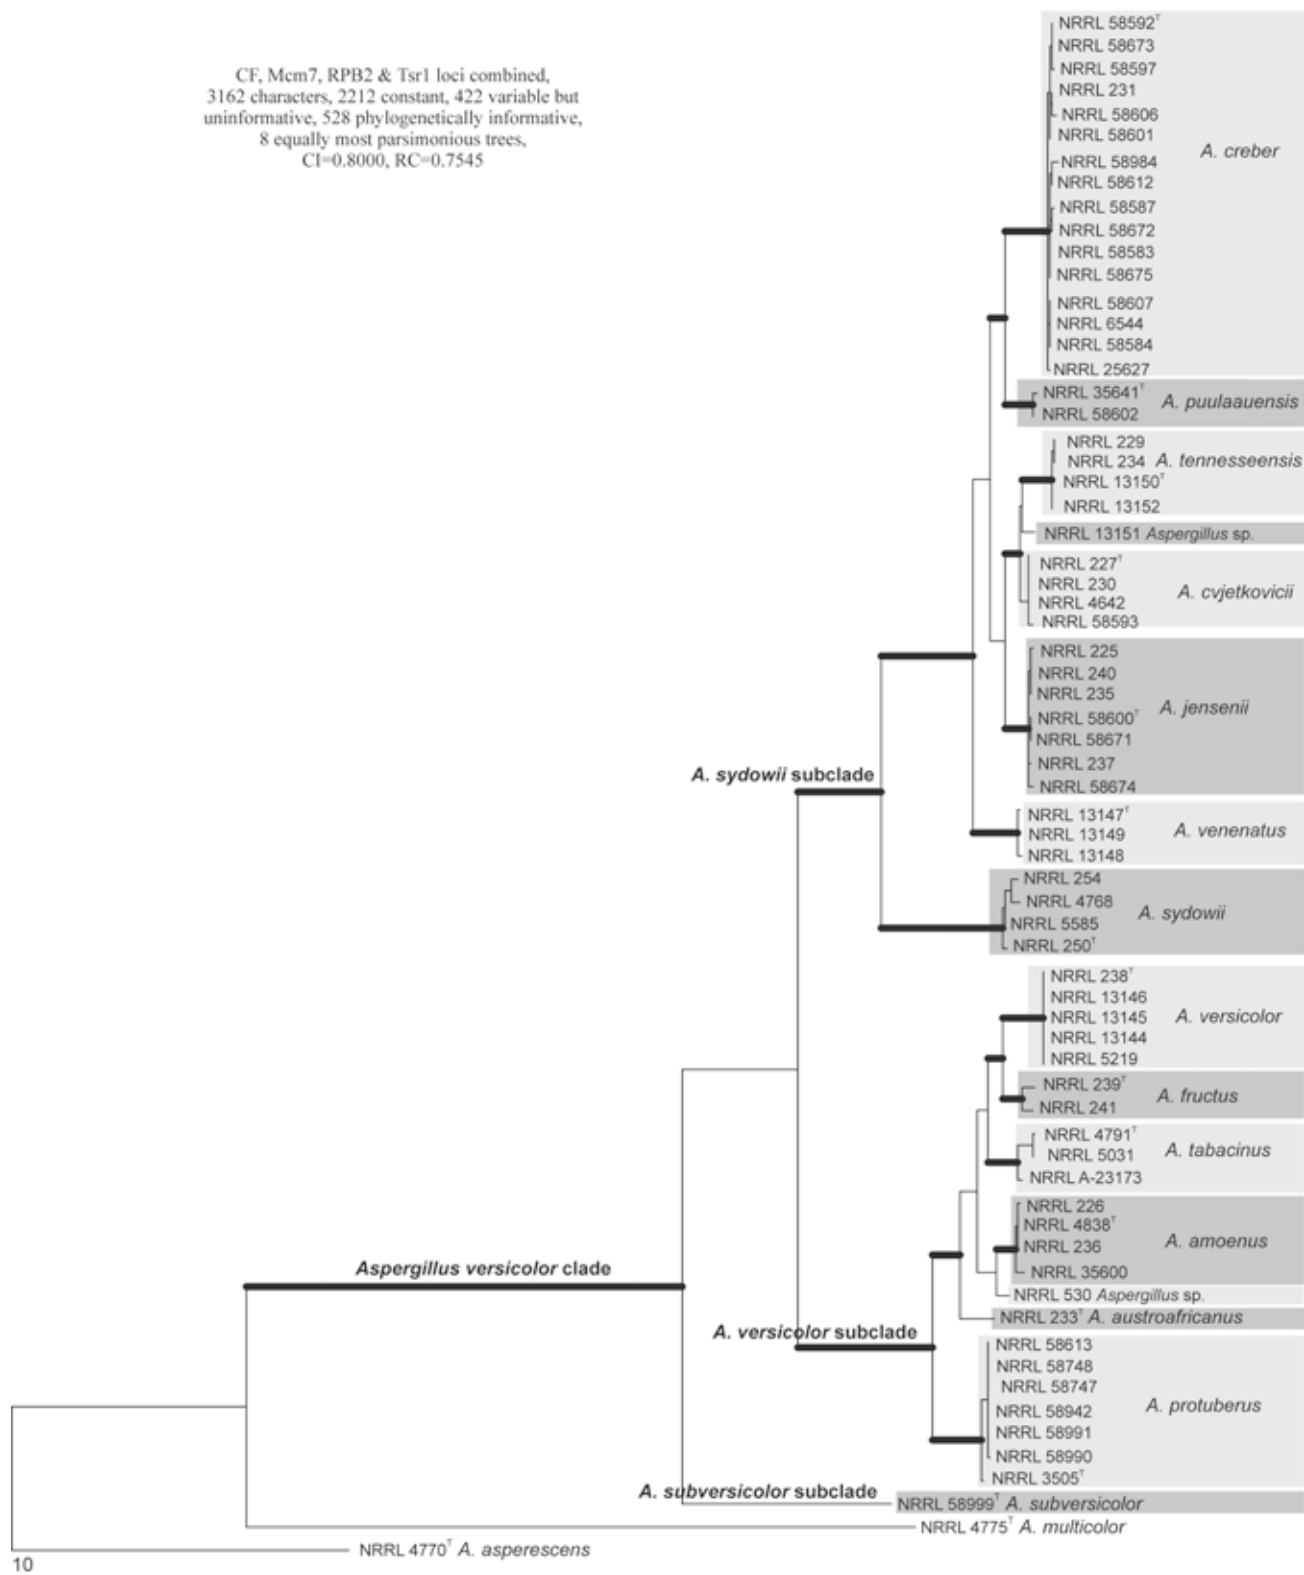 CF, Mcm7, RPB2 & Tsr1 loci combined,
3162 characters, 2212 constant, 422 variable but
uninformative, 528 phylogenetically informative,
8 equally most parsimonious trees,
CI=0.8000, RC=0.7545
NRRL 58592ᵀ
NRRL 58673
NRRL 58597
NRRL 231
NRRL 58606
NRRL 58601
A. creber
NRRL 58984
NRRL 58612
NRRL 58587
NRRL 58672
NRRL 58583
NRRL 58675
NRRL 58607
NRRL 6544
NRRL 58584
NRRL 25627
NRRL 35641ᵀ
A. puulaauensis
NRRL 58602
NRRL 229
NRRL 234 A. tennesseensis
NRRL 13150ᵀ
NRRL 13152
NRRL 13151 Aspergillus sp.
NRRL 227ᵀ
NRRL 230
A. cvjetkovicii
NRRL 4642
NRRL 58593
NRRL 225
NRRL 240
NRRL 235
A. jensenii
NRRL 58600ᵀ
NRRL 58671
NRRL 237
A. sydowii subclade
NRRL 58674
NRRL 13147ᵀ
NRRL 13149
A. venenatus
NRRL 13148
NRRL 254
NRRL 4768
A. sydowii
NRRL 5585
NRRL 250ᵀ
NRRL 238ᵀ
NRRL 13146
NRRL 13145
A. versicolor
NRRL 13144
NRRL 5219
NRRL 239ᵀ
A. fructus
NRRL 241
NRRL 4791ᵀ
A. tabacinus
NRRL 5031
NRRL A-23173
NRRL 226
NRRL 4838ᵀ
A. amoenus
NRRL 236
Aspergillus versicolor clade
NRRL 35600
NRRL 530 Aspergillus sp.
NRRL 233ᵀ A. austroafricanus
A. versicolor subclade
NRRL 58613
NRRL 58748
NRRL 58747
A. protuberus
NRRL 58942
NRRL 58991
NRRL 58990
NRRL 3505ᵀ
A. subversicolor subclade
NRRL 58999ᵀ A. subversicolor
NRRL 4775ᵀ A. multicolor
NRRL 4770ᵀ A. asperescens
10